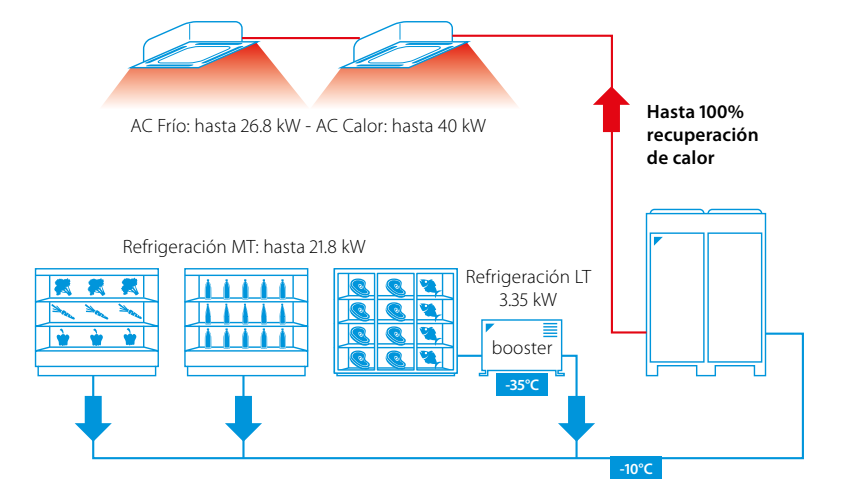 AC Frío: hasta 26.8 kW - AC Calor: hasta 40 kW
Hasta 100%
recuperación
de calor
Refrigeración MT: hasta 21.8 kW
Refrigeración LT
3.35 kW
booster
-35°C
-10°C